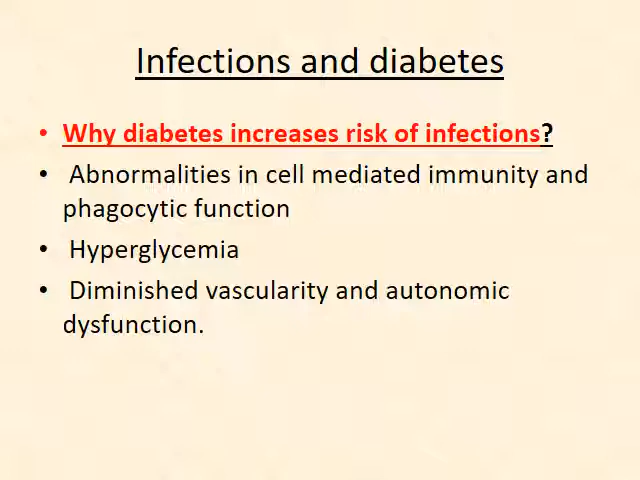 Infections and diabetes
• Why diabetes increases risk of infections?
• Abnormalities in cell mediated immunity and
phagocytic function
• Hyperglycemia
• Diminished vascularity and autonomic
dysfunction.